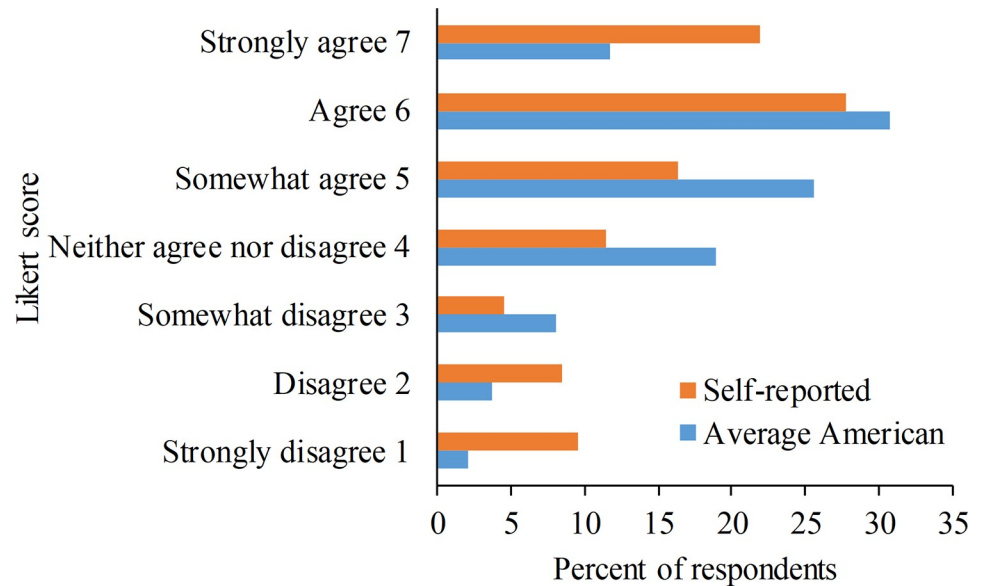 Strongly agree 7
Agree 6
Somewhat agree 5
Neither agree nor disagree 4
Somewhat disagree 3
Disagree 2
Strongly disagree 1
Likert score
Self-reported
Average American
0 5 10 15 20 25 30 35
Percent of respondents